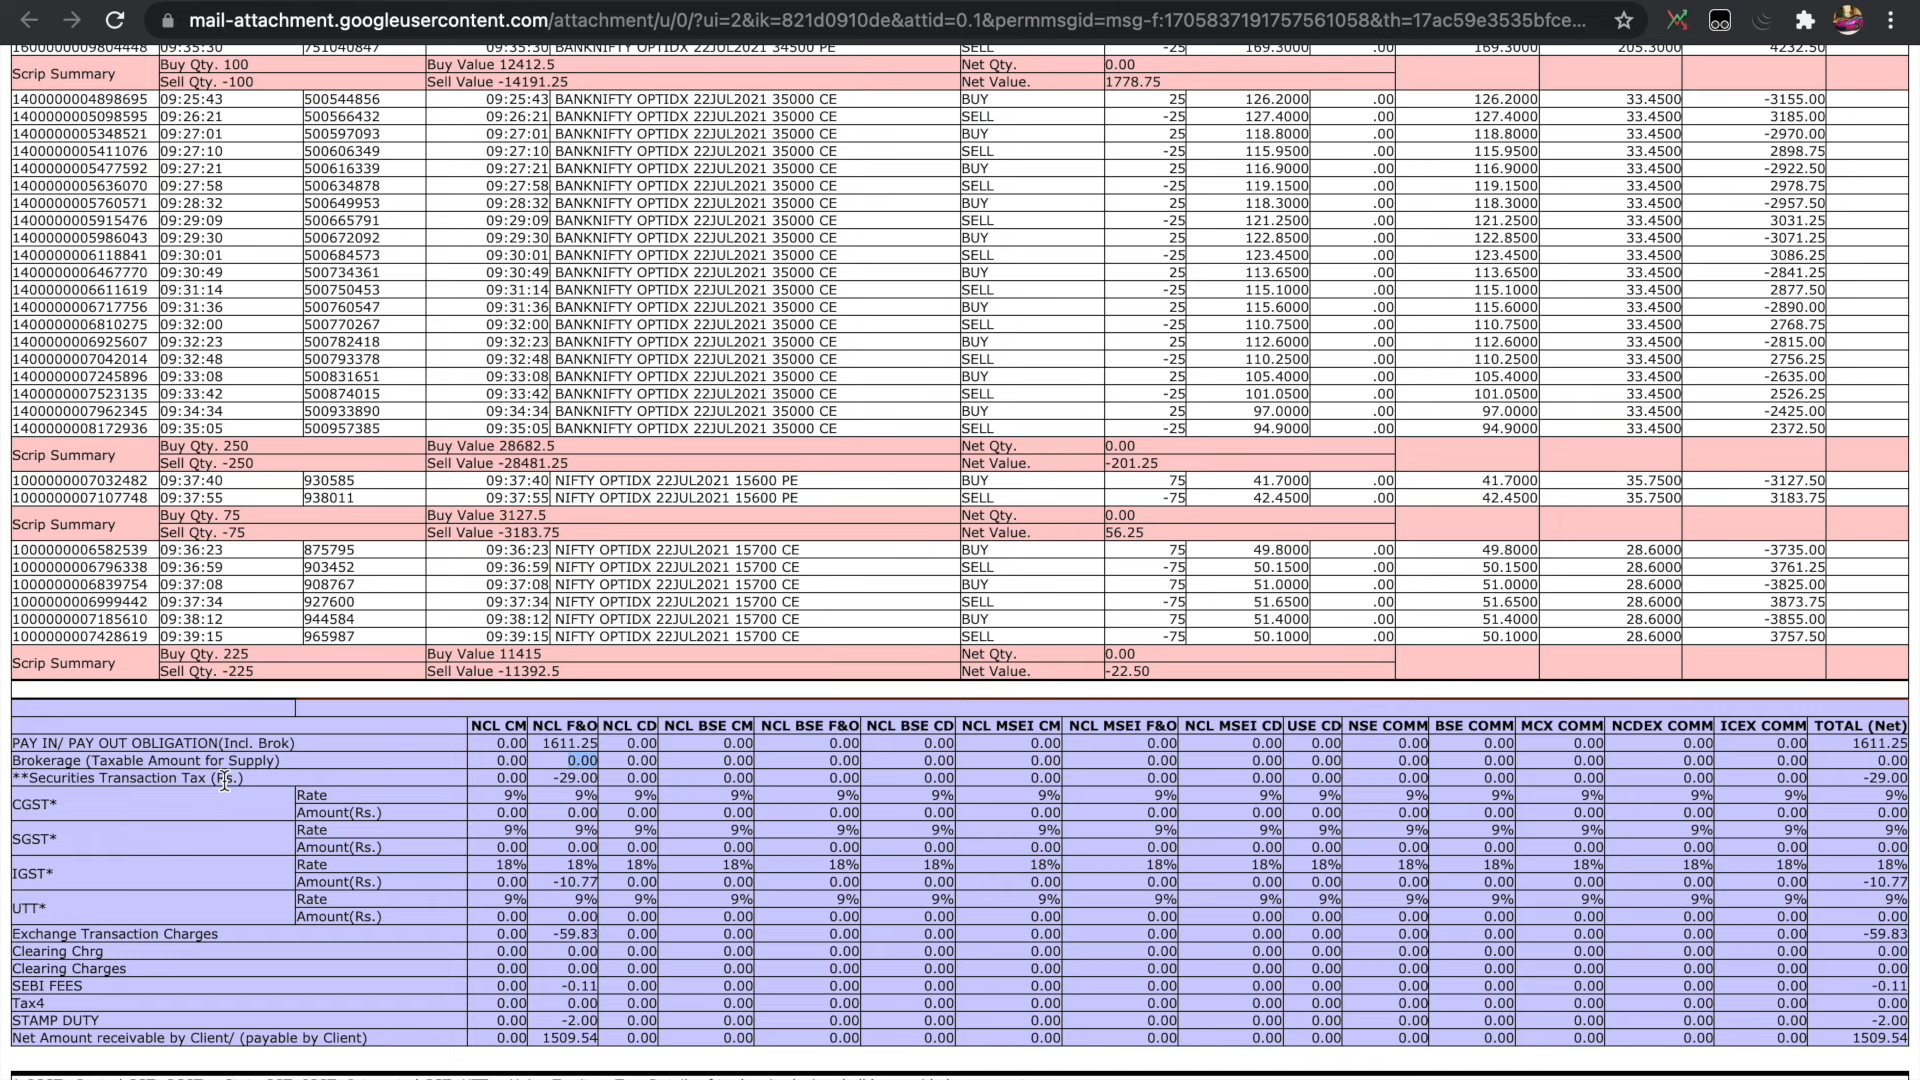 mail-attachment.googleusercontent.com/attachment/u/0/?ui=2&ik=821d0910de&attid=0.1&permmsgid=msg-f:1705837191757561058&th=17ac59e3535bfce...
1600000009804448 09:35:30 751040847 09:35:30 BANKNIFTY OPTIDX 22JUL2021 34500 PE SELL -25 169.3000 .00 169.3000 205.3000 4232.50
Scrip Summary Buy Qty. 100 Buy Value 12412.5 Net Qty. 0.00
Sell Qty. -100 Sell Value -14191.25 Net Value. 1778.75
1400000004898695 09:25:43 500544856 09:25:43 BANKNIFTY OPTIDX 22JUL2021 35000 CE BUY 25 126.2000 .00 126.2000 33.4500 -3155.00
1400000005098595 09:26:21 500566432 09:26:21 BANKNIFTY OPTIDX 22JUL2021 35000 CE SELL -25 127.4000 .00 127.4000 33.4500 3185.00
1400000005348521 09:27:01 500597093 09:27:01 BANKNIFTY OPTIDX 22JUL2021 35000 CE BUY 25 118.8000 .00 118.8000 33.4500 -2970.00
1400000005411076 09:27:10 500606349 09:27:10 BANKNIFTY OPTIDX 22JUL2021 35000 CE SELL -25 115.9500 .00 115.9500 33.4500 2898.75
1400000005477592 09:27:21 500616339 09:27:21 BANKNIFTY OPTIDX 22JUL2021 35000 CE BUY 25 116.9000 .00 116.9000 33.4500 -2922.50
1400000005636070 09:27:58 500634878 09:27:58 BANKNIFTY OPTIDX 22JUL2021 35000 CE SELL -25 119.1500 .00 119.1500 33.4500 2978.75
1400000005760571 09:28:32 500649953 09:28:32 BANKNIFTY OPTIDX 22JUL2021 35000 CE BUY 25 118.3000 .00 118.3000 33.4500 -2957.50
1400000005915476 09:29:09 500665791 09:29:09 BANKNIFTY OPTIDX 22JUL2021 35000 CE SELL -25 121.2500 .00 121.2500 33.4500 3031.25
1400000005986043 09:29:30 500672092 09:29:30 BANKNIFTY OPTIDX 22JUL2021 35000 CE BUY 25 122.8500 .00 122.8500 33.4500 -3071.25
1400000006118841 09:30:01 500684573 09:30:01 BANKNIFTY OPTIDX 22JUL2021 35000 CE SELL -25 123.4500 .00 123.4500 33.4500 3086.25
1400000006467770 09:30:49 500734361 09:30:49 BANKNIFTY OPTIDX 22JUL2021 35000 CE BUY 25 113.6500 .00 113.6500 33.4500 -2841.25
1400000006611619 09:31:14 500750453 09:31:14 BANKNIFTY OPTIDX 22JUL2021 35000 CE SELL -25 115.1000 .00 115.1000 33.4500 2877.50
1400000006717756 09:31:36 500760547 09:31:36 BANKNIFTY OPTIDX 22JUL2021 35000 CE BUY 25 115.6000 .00 115.6000 33.4500 -2890.00
1400000006810275 09:32:00 500770267 09:32:00 BANKNIFTY OPTIDX 22JUL2021 35000 CE SELL -25 110.7500 .00 110.7500 33.4500 2768.75
1400000006925607 09:32:23 500782418 09:32:23 BANKNIFTY OPTIDX 22JUL2021 35000 CE BUY 25 112.6000 .00 112.6000 33.4500 -2815.00
1400000007042014 09:32:48 500793378 09:32:48 BANKNIFTY OPTIDX 22JUL2021 35000 CE SELL -25 110.2500 .00 110.2500 33.4500 2756.25
1400000007245896 09:33:08 500831651 09:33:08 BANKNIFTY OPTIDX 22JUL2021 35000 CE BUY 25 105.4000 .00 105.4000 33.4500 -2635.00
1400000007523135 09:33:42 500874015 09:33:42 BANKNIFTY OPTIDX 22JUL2021 35000 CE SELL -25 101.0500 .00 101.0500 33.4500 2526.25
1400000007962345 09:34:34 500933890 09:34:34 BANKNIFTY OPTIDX 22JUL2021 35000 CE BUY 25 97.0000 .00 97.0000 33.4500 -2425.00
1400000008172936 09:35:05 500957385 09:35:05 BANKNIFTY OPTIDX 22JUL2021 35000 CE SELL -25 94.9000 .00 94.9000 33.4500 2372.50
Scrip Summary Buy Qty. 250 Buy Value 28682.5 Net Qty. 0.00
Sell Qty. -250 Sell Value -28481.25 Net Value. -201.25
1000000007032482 09:37:40 930585 09:37:40 NIFTY OPTIDX 22JUL2021 15600 PE BUY 75 41.7000 .00 41.7000 35.7500 -3127.50
1000000007107748 09:37:55 938011 09:37:55 NIFTY OPTIDX 22JUL2021 15600 PE SELL -75 42.4500 .00 42.4500 35.7500 3183.75
Scrip Summary Buy Qty. 75 Buy Value 3127.5 Net Qty. 0.00
Sell Qty. -75 Sell Value -3183.75 Net Value. 56.25
1000000006582539 09:36:23 875795 09:36:23 NIFTY OPTIDX 22JUL2021 15700 CE BUY 75 49.8000 .00 49.8000 28.6000 -3735.00
1000000006796338 09:36:59 903452 09:36:59 NIFTY OPTIDX 22JUL2021 15700 CE SELL -75 50.1500 .00 50.1500 28.6000 3761.25
1000000006839754 09:37:08 908767 09:37:08 NIFTY OPTIDX 22JUL2021 15700 CE BUY 75 51.0000 .00 51.0000 28.6000 -3825.00
1000000006999442 09:37:34 927600 09:37:34 NIFTY OPTIDX 22JUL2021 15700 CE SELL -75 51.6500 .00 51.6500 28.6000 3873.75
1000000007185610 09:38:12 944584 09:38:12 NIFTY OPTIDX 22JUL2021 15700 CE BUY 75 51.4000 .00 51.4000 28.6000 -3855.00
1000000007428619 09:39:15 965987 09:39:15 NIFTY OPTIDX 22JUL2021 15700 CE SELL -75 50.1000 .00 50.1000 28.6000 3757.50
Scrip Summary Buy Qty. 225 Buy Value 11415 Net Qty. 0.00
Sell Qty. -225 Sell Value -11392.5 Net Value. -22.50
NCL CM NCL F&O NCL CD NCL BSE CM NCL BSE F&O NCL BSE CD NCL MSEI CM NCL MSEI F&O NCL MSEI CD USE CD NSE COMM BSE COMM MCX COMM NCDEX COMM ICEX COMM TOTAL (Net)
PAY IN/ PAY OUT OBLIGATION(Incl. Brok) 0.00 1611.25 0.00 0.00 0.00 0.00 0.00 0.00 0.00 0.00 0.00 0.00 0.00 0.00 0.00 1611.25
Brokerage (Taxable Amount for Supply) 0.00 0.00 0.00 0.00 0.00 0.00 0.00 0.00 0.00 0.00 0.00 0.00 0.00 0.00 0.00 0.00
**Securities Transaction Tax (Rs.) 0.00 -29.00 0.00 0.00 0.00 0.00 0.00 0.00 0.00 0.00 0.00 0.00 0.00 0.00 0.00 -29.00
CGST* Rate 9% 9% 9% 9% 9% 9% 9% 9% 9% 9% 9% 9% 9% 9% 9% 9%
Amount(Rs.) 0.00 0.00 0.00 0.00 0.00 0.00 0.00 0.00 0.00 0.00 0.00 0.00 0.00 0.00 0.00 0.00
SGST* Rate 9% 9% 9% 9% 9% 9% 9% 9% 9% 9% 9% 9% 9% 9% 9% 9%
Amount(Rs.) 0.00 0.00 0.00 0.00 0.00 0.00 0.00 0.00 0.00 0.00 0.00 0.00 0.00 0.00 0.00 0.00
IGST* Rate 18% 18% 18% 18% 18% 18% 18% 18% 18% 18% 18% 18% 18% 18% 18% 18%
Amount(Rs.) 0.00 -10.77 0.00 0.00 0.00 0.00 0.00 0.00 0.00 0.00 0.00 0.00 0.00 0.00 0.00 -10.77
UTT* Rate 9% 9% 9% 9% 9% 9% 9% 9% 9% 9% 9% 9% 9% 9% 9% 9%
Amount(Rs.) 0.00 0.00 0.00 0.00 0.00 0.00 0.00 0.00 0.00 0.00 0.00 0.00 0.00 0.00 0.00 0.00
Exchange Transaction Charges 0.00 -59.83 0.00 0.00 0.00 0.00 0.00 0.00 0.00 0.00 0.00 0.00 0.00 0.00 0.00 -59.83
Clearing Chrg 0.00 0.00 0.00 0.00 0.00 0.00 0.00 0.00 0.00 0.00 0.00 0.00 0.00 0.00 0.00 0.00
Clearing Charges 0.00 0.00 0.00 0.00 0.00 0.00 0.00 0.00 0.00 0.00 0.00 0.00 0.00 0.00 0.00 0.00
SEBI FEES 0.00 -0.11 0.00 0.00 0.00 0.00 0.00 0.00 0.00 0.00 0.00 0.00 0.00 0.00 0.00 -0.11
Tax4 0.00 0.00 0.00 0.00 0.00 0.00 0.00 0.00 0.00 0.00 0.00 0.00 0.00 0.00 0.00 0.00
STAMP DUTY 0.00 -2.00 0.00 0.00 0.00 0.00 0.00 0.00 0.00 0.00 0.00 0.00 0.00 0.00 0.00 -2.00
Net Amount receivable by Client/ (payable by Client) 0.00 1509.54 0.00 0.00 0.00 0.00 0.00 0.00 0.00 0.00 0.00 0.00 0.00 0.00 0.00 1509.54